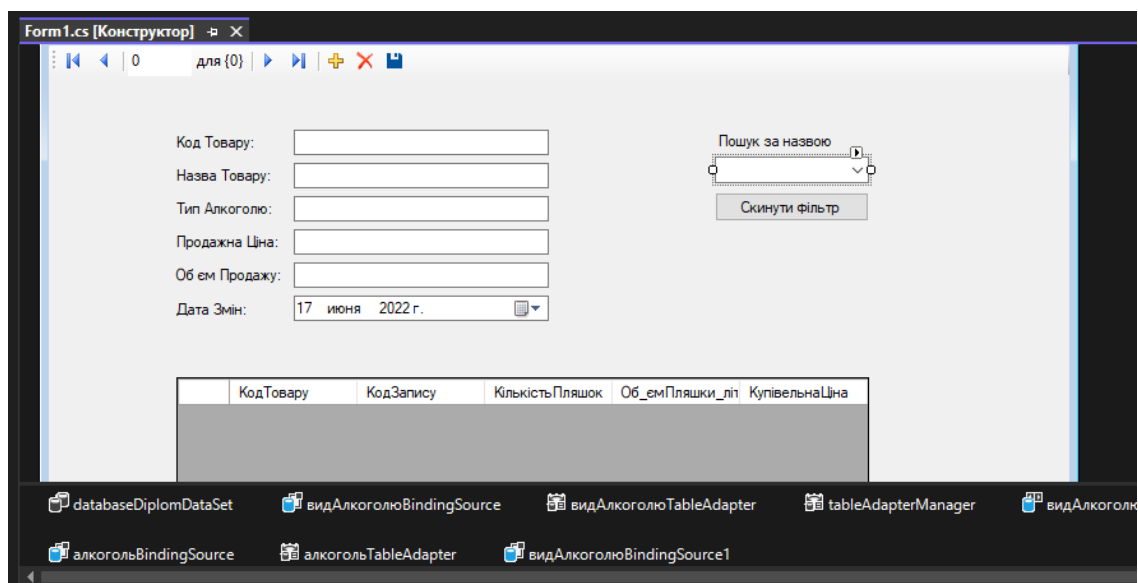 Form1.cs [Конструктор]
0 для {0}
Код Товару:
Назва Товару:
Тип Алкоголю:
Продажна Ціна:
Об єм Продажу:
Дата Змін: 17 июня 2022 г.
Пошук за назвою
Скинути фільтр
КодТовару КодЗапису КількістьПляшок Об_ємПляшки_літ КупівельнаЦіна
databaseDiplomDataSet видАлкоголюBindingSource видАлкоголюTableAdapter tableAdapterManager видАлкоголю
алкогольBindingSource алкогольTableAdapter видАлкоголюBindingSource1